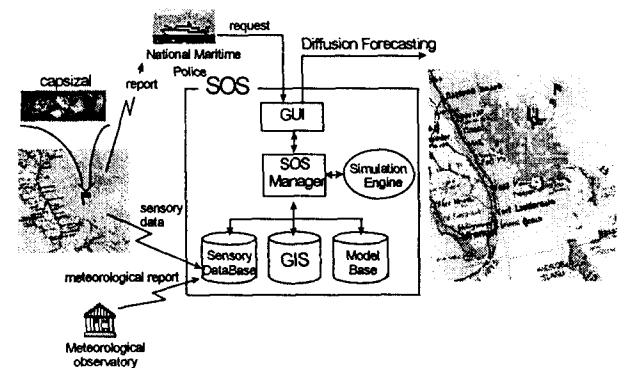 request
Diffusion Forecasting
National Maritime
Police
capsizal
report
SOS
GUI
SOS
Manager
Simulation
Engine
sensory
data
Sensory
DataBase
GIS
Model
Base
meteorological report
Meteorological
observatory